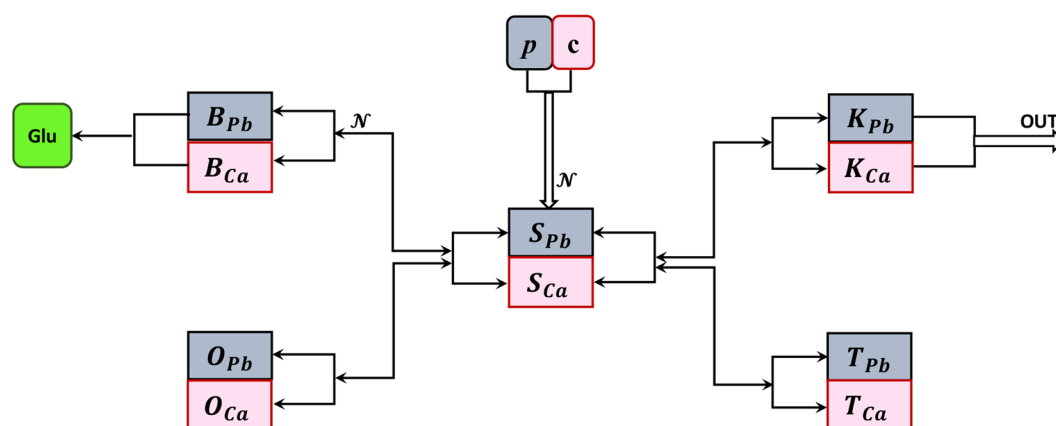 p c
Glu
B_Pb
B_Ca
𝒩
𝒩
K_Pb
K_Ca
OUT
S_Pb
S_Ca
O_Pb
O_Ca
T_Pb
T_Ca